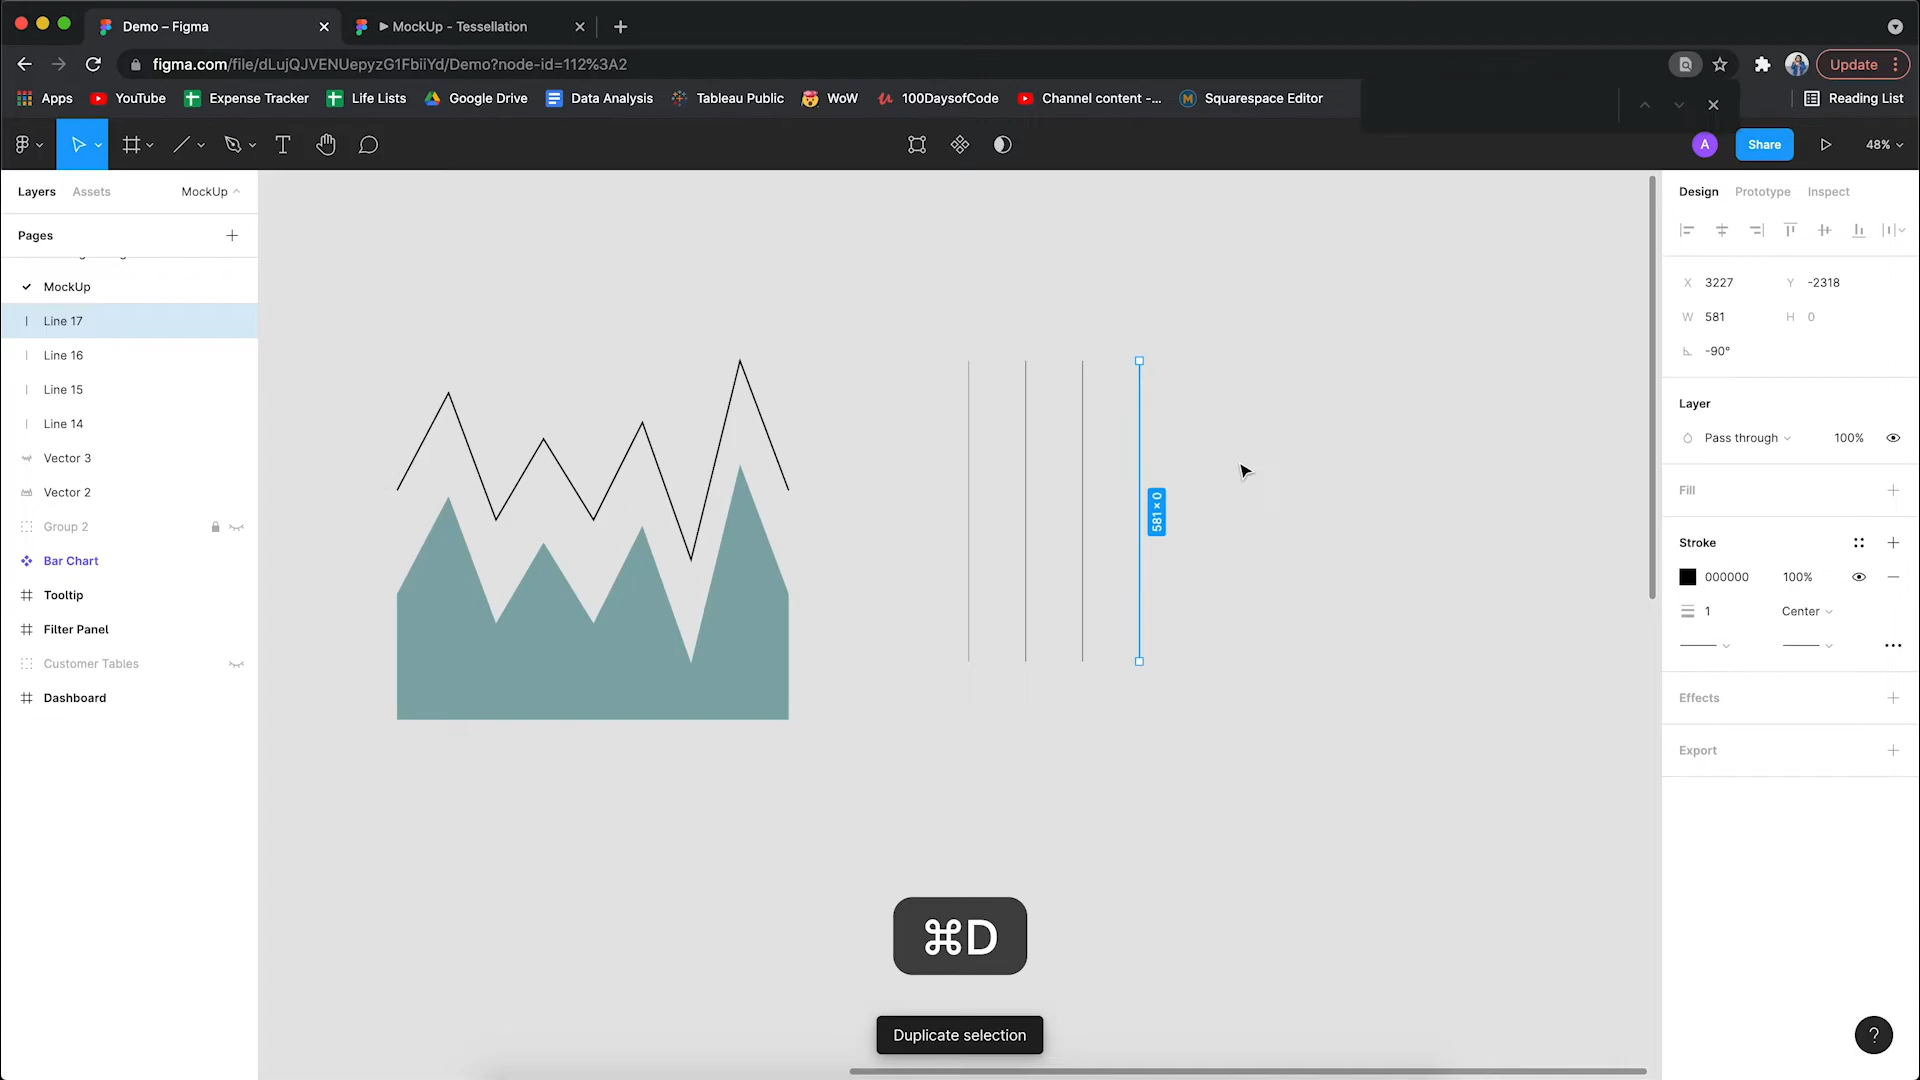 Demo – Figma
MockUp - Tessellation
figma.com/file/dLujQJVENUepyzG1FbiiYd/Demo?node-id=112%3A2
Update
Apps
YouTube
Expense Tracker
Life Lists
Google Drive
Data Analysis
Tableau Public
WoW
100DaysofCode
Channel content -...
Squarespace Editor
Reading List
A
Share
48%
Layers
Assets
MockUp
Pages
MockUp
Line 17
Line 16
Line 15
Line 14
Vector 3
Vector 2
Group 2
Bar Chart
Tooltip
Filter Panel
Customer Tables
Dashboard
581 × 0
⌘D
Duplicate selection
Design
Prototype
Inspect
X 3227 Y -2318
W 581 H 0
-90°
Layer
Pass through 100%
Fill
Stroke
000000 100%
1 Center
Effects
Export
?